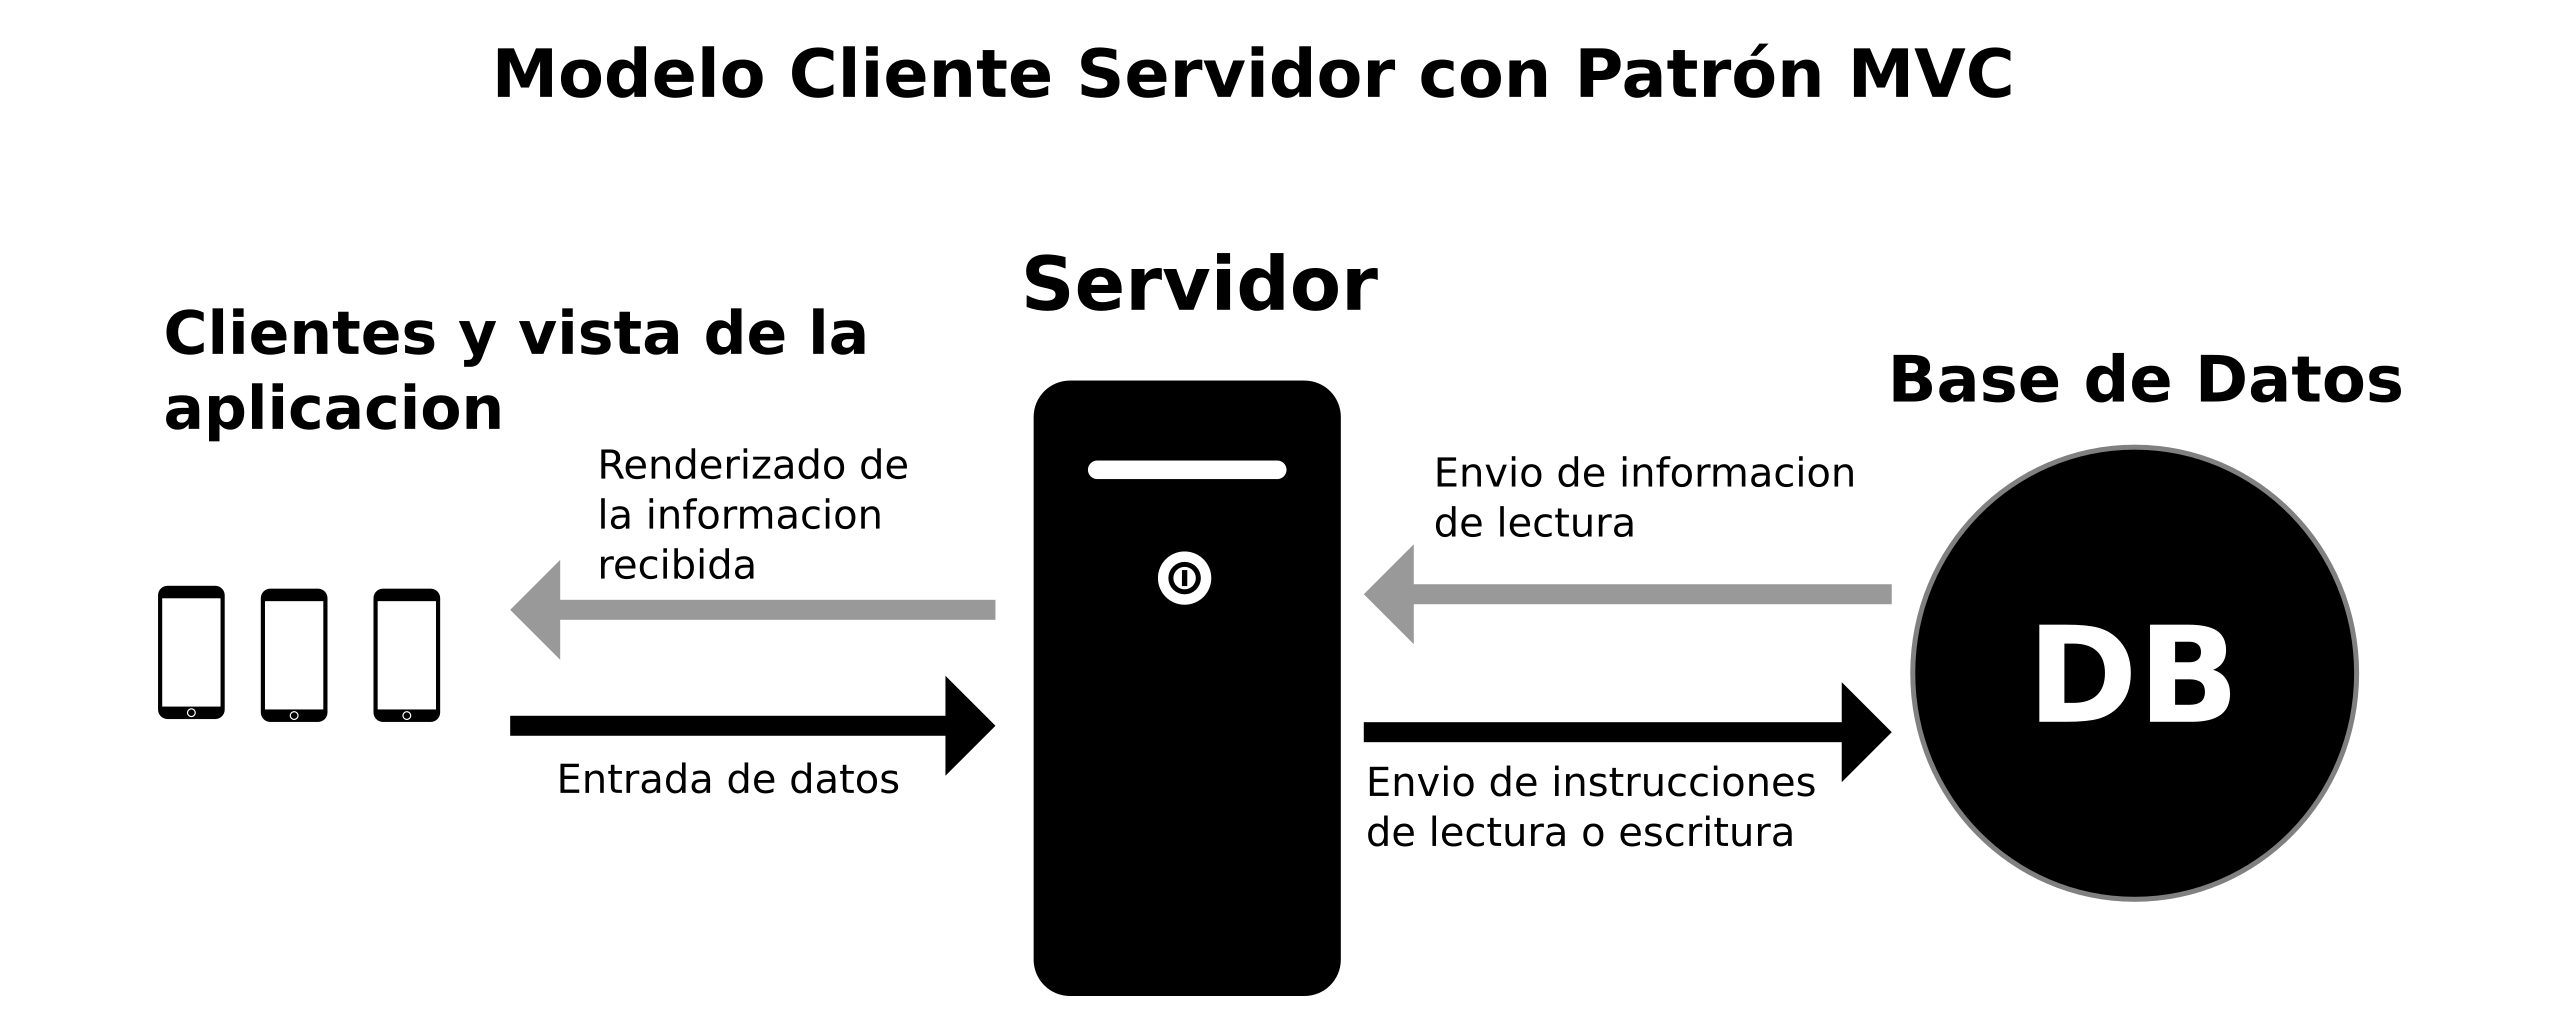 Modelo Cliente Servidor con Patrón MVC
Servidor
Clientes y vista de la
aplicacion
Base de Datos
Renderizado de
la informacion
recibida
Envio de informacion
de lectura
DB
Entrada de datos
Envio de instrucciones
de lectura o escritura